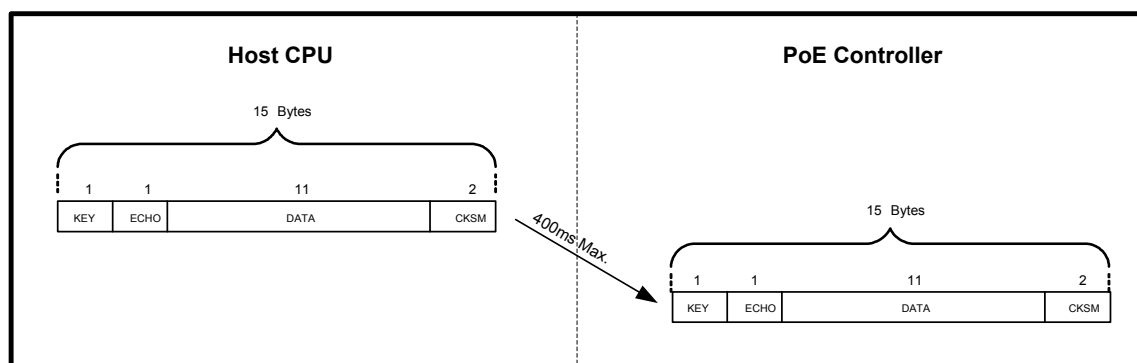 Host CPU
PoE Controller
15 Bytes
1 1 11 2
KEY ECHO DATA CKSM
400ms Max.
15 Bytes
1 1 11 2
KEY ECHO DATA CKSM